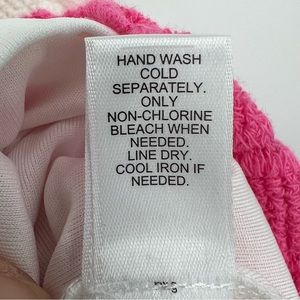 HAND WASH
COLD
SEPARATELY.
ONLY
NON-CHLORINE
BLEACH WHEN
NEEDED.
LINE DRY.
COOL IRON IF
NEEDED.